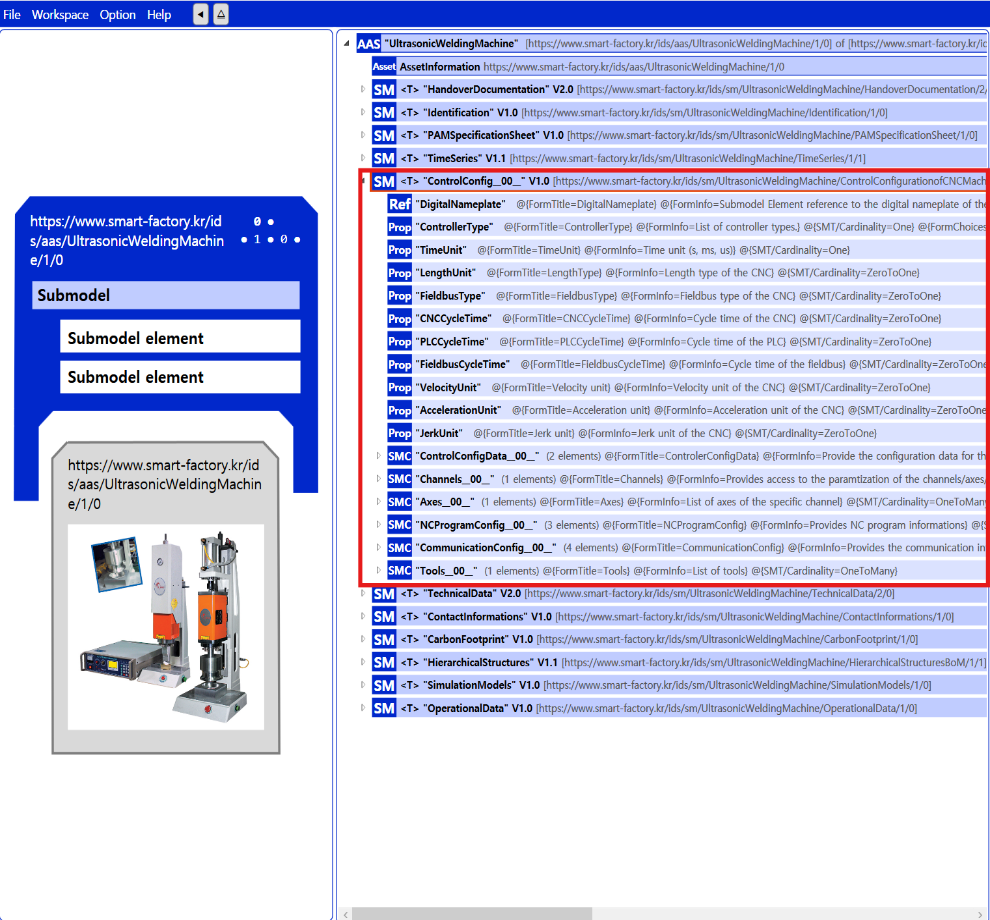 File Workspace Option Help
https://www.smart-factory.kr/id
s/aas/UltrasonicWeldingMachin
e/1/0
0
1 0
Submodel
Submodel element
Submodel element
https://www.smart-factory.kr/id
s/aas/UltrasonicWeldingMachin
e/1/0
AAS "UltrasonicWeldingMachine" [https://www.smart-factory.kr/ids/aas/UltrasonicWeldingMachine/1/0] of [https://www.smart-factory.kr/ic
Asset AssetInformation https://www.smart-factory.kr/ids/aas/UltrasonicWeldingMachine/1/0
SM <T> "HandoverDocumentation" V2.0 [https://www.smart-factory.kr/ids/sm/UltrasonicWeldingMachine/HandoverDocumentation/2/
SM <T> "Identification" V1.0 [https://www.smart-factory.kr/ids/sm/UltrasonicWeldingMachine/Identification/1/0]
SM <T> "PAMSpecificationSheet" V1.0 [https://www.smart-factory.kr/ids/sm/UltrasonicWeldingMachine/PAMSpecificationSheet/1/0]
SM <T> "TimeSeries" V1.1 [https://www.smart-factory.kr/ids/sm/UltrasonicWeldingMachine/TimeSeries/1/1]
SM <T> "ControlConfig__00__" V1.0 [https://www.smart-factory.kr/ids/sm/UltrasonicWeldingMachine/ControlConfigurationofCNCMach
Ref "DigitalNameplate" @{FormTitle=DigitalNameplate} @{FormInfo=Submodel Element reference to the digital nameplate of the
Prop "ControllerType" @{FormTitle=ControllerType} @{FormInfo=List of controller types.} @{SMT/Cardinality=One} @{FormChoices
Prop "TimeUnit" @{FormTitle=TimeUnit} @{FormInfo=Time unit (s, ms, us)} @{SMT/Cardinality=One}
Prop "LengthUnit" @{FormTitle=LengthType} @{FormInfo=Length type of the CNC} @{SMT/Cardinality=ZeroToOne}
Prop "FieldbusType" @{FormTitle=FieldbusType} @{FormInfo=Fieldbus type of the CNC} @{SMT/Cardinality=ZeroToOne}
Prop "CNCCycleTime" @{FormTitle=CNCCycleTime} @{FormInfo=Cycle time of the CNC} @{SMT/Cardinality=ZeroToOne}
Prop "PLCCycleTime" @{FormTitle=PLCCycleTime} @{FormInfo=Cycle time of the PLC} @{SMT/Cardinality=ZeroToOne}
Prop "FieldbusCycleTime" @{FormTitle=FieldbusCycleTime} @{FormInfo=Cycle time of the fieldbus} @{SMT/Cardinality=ZeroToOne
Prop "VelocityUnit" @{FormTitle=Velocity unit} @{FormInfo=Velocity unit of the CNC} @{SMT/Cardinality=ZeroToOne}
Prop "AccelerationUnit" @{FormTitle=Acceleration unit} @{FormInfo=Acceleration unit of the CNC} @{SMT/Cardinality=ZeroToOne
Prop "JerkUnit" @{FormTitle=Jerk unit} @{FormInfo=Jerk unit of the CNC} @{SMT/Cardinality=ZeroToOne}
SMC "ControlConfigData__00__" (2 elements) @{FormTitle=ControlerConfigData} @{FormInfo=Provide the configuration data for th
SMC "Channels__00__" (1 elements) @{FormTitle=Channels} @{FormInfo=Provides access to the paramtization of the channels/axes/
SMC "Axes__00__" (1 elements) @{FormTitle=Axes} @{FormInfo=List of axes of the specific channel} @{SMT/Cardinality=OneToMany
SMC "NCProgramConfig__00__" (3 elements) @{FormTitle=NCProgramConfig} @{FormInfo=Provides NC program informations} @{S
SMC "CommunicationConfig__00__" (4 elements) @{FormTitle=CommunicationConfig} @{FormInfo=Provides the communication in
SMC "Tools__00__" (1 elements) @{FormTitle=Tools} @{FormInfo=List of tools} @{SMT/Cardinality=OneToMany}
SM <T> "TechnicalData" V2.0 [https://www.smart-factory.kr/ids/sm/UltrasonicWeldingMachine/TechnicalData/2/0]
SM <T> "ContactInformations" V1.0 [https://www.smart-factory.kr/ids/sm/UltrasonicWeldingMachine/ContactInformations/1/0]
SM <T> "CarbonFootprint" V1.0 [https://www.smart-factory.kr/ids/sm/UltrasonicWeldingMachine/CarbonFootprint/1/0]
SM <T> "HierarchicalStructures" V1.1 [https://www.smart-factory.kr/ids/sm/UltrasonicWeldingMachine/HierarchicalStructuresBoM/1/1]
SM <T> "SimulationModels" V1.0 [https://www.smart-factory.kr/ids/sm/UltrasonicWeldingMachine/SimulationModels/1/0]
SM <T> "OperationalData" V1.0 [https://www.smart-factory.kr/ids/sm/UltrasonicWeldingMachine/OperationalData/1/0]